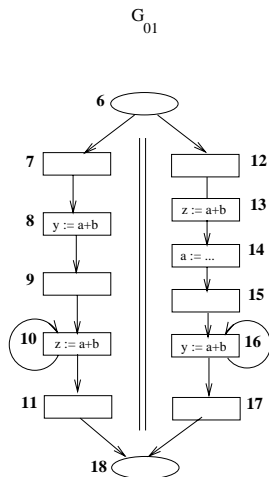 G01
6
7
12
8
y := a+b
z := a+b
13
a := ...
14
9
15
10
z := a+b
y := a+b
16
11
17
18